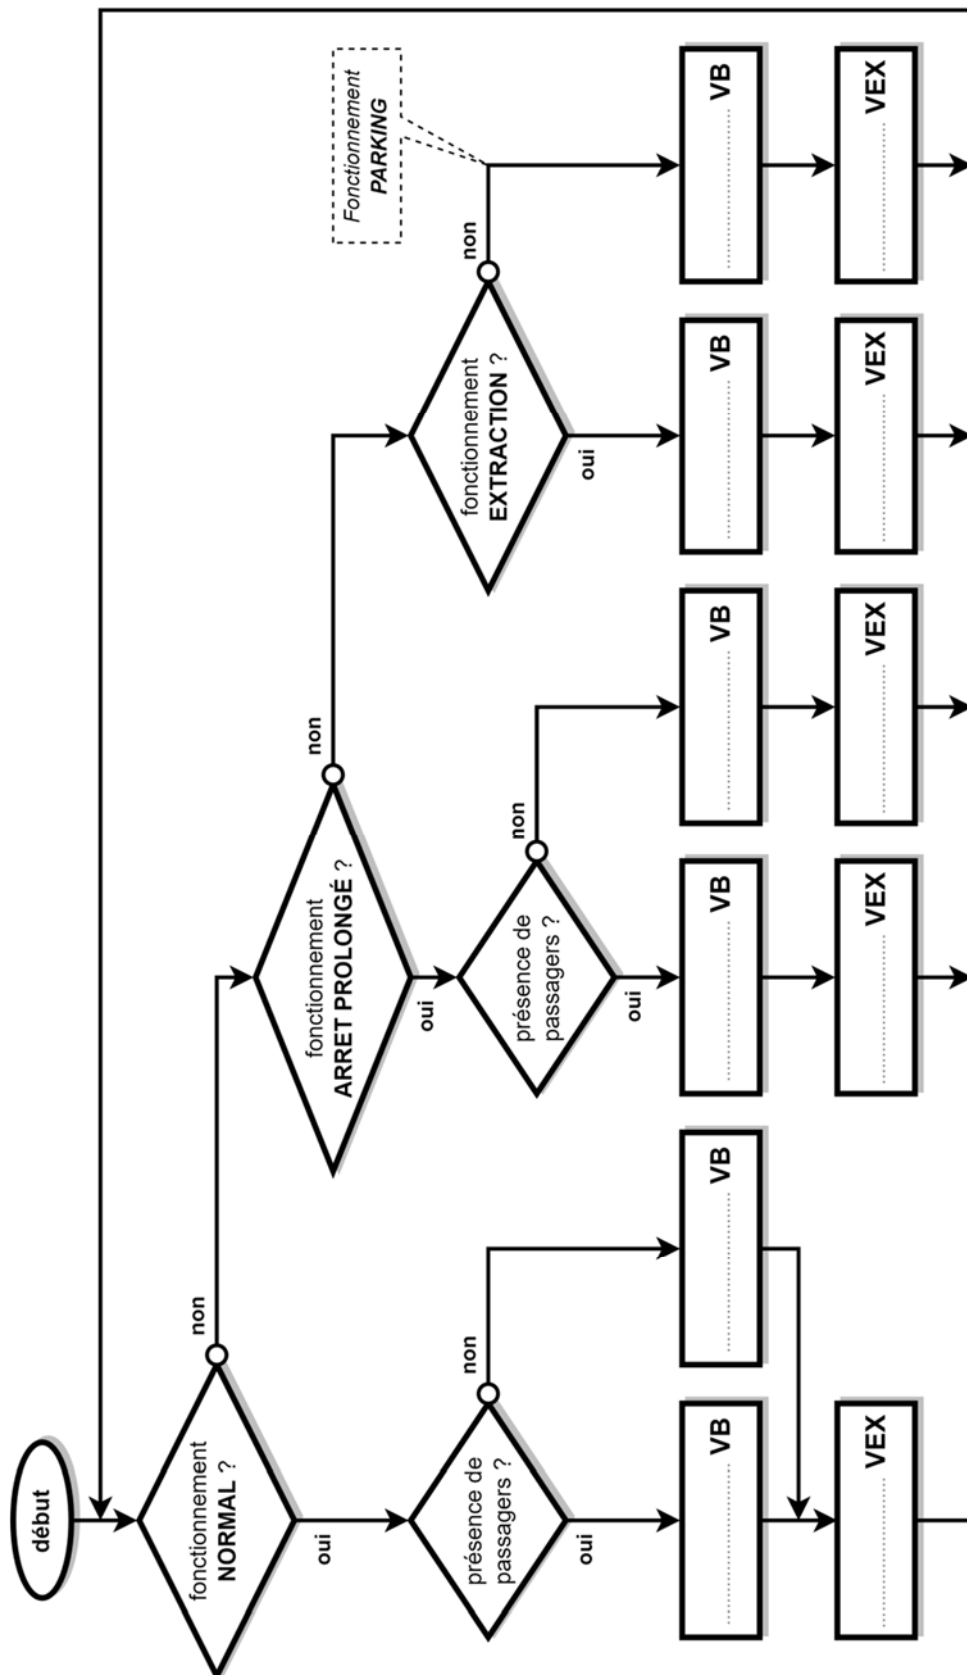 début
fonctionnement
NORMAL ?
non
oui
présence de
passagers ?
non
oui
VB
....................
VB
....................
VEX
....................
fonctionnement
ARRET PROLONGÉ ?
non
oui
présence de
passagers ?
non
oui
VB
....................
VEX
....................
VB
....................
VEX
....................
fonctionnement
EXTRACTION ?
non
oui
VB
....................
VEX
....................
Fonctionnement
PARKING
VB
....................
VEX
....................